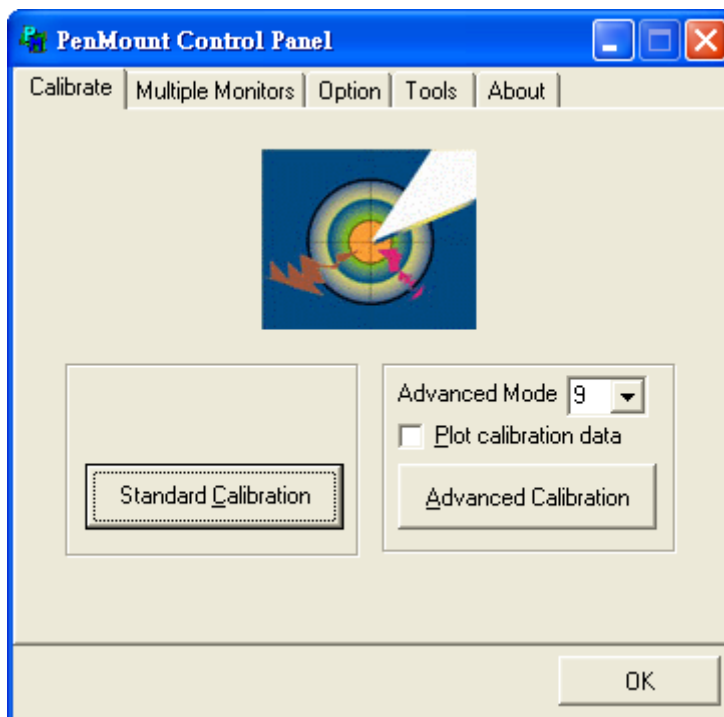 PenMount Control Panel
Calibrate Multiple Monitors Option Tools About
Advanced Mode 9
Plot calibration data
Standard Calibration
Advanced Calibration
OK